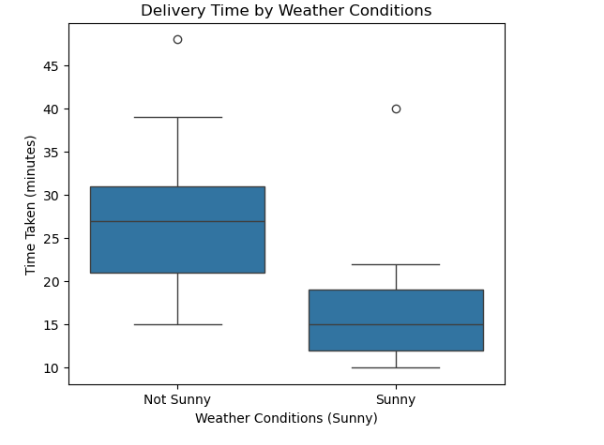 Delivery Time by Weather Conditions
45
40
35
30
25
20
15
10
Time Taken (minutes)
Not Sunny
Sunny
Weather Conditions (Sunny)